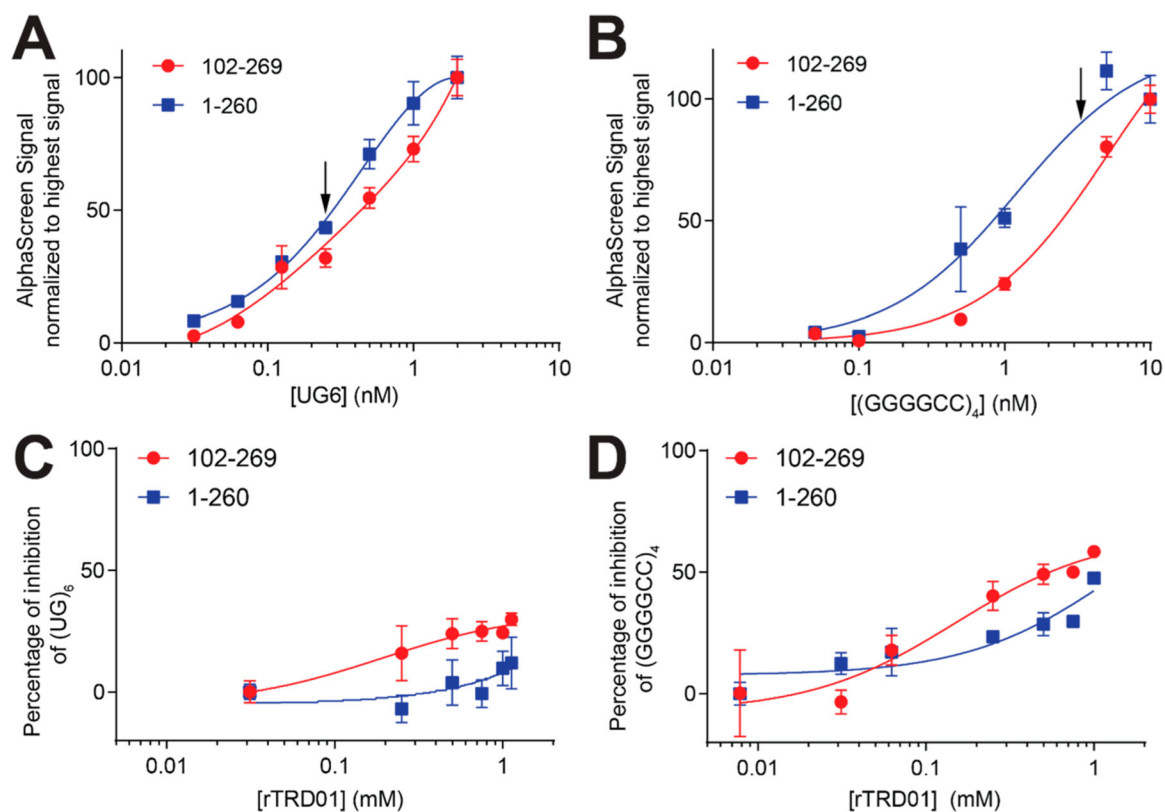 A
102-269
1-260
AlphaScreen Signal
normalized to highest signal
100
50
0
0.01
0.1
1
10
[UG6] (nM)
B
102-269
1-260
AlphaScreen Signal
normalized to highest signal
100
50
0
0.01
0.1
1
10
[(GGGGCC)₄] (nM)
C
102-269
1-260
Percentage of inhibition
of (UG)₆
100
50
0
0.01
0.1
1
[rTRD01] (mM)
D
102-269
1-260
Percentage of inhibition
of (GGGGCC)₄
100
50
0
0.01
0.1
1
[rTRD01] (mM)